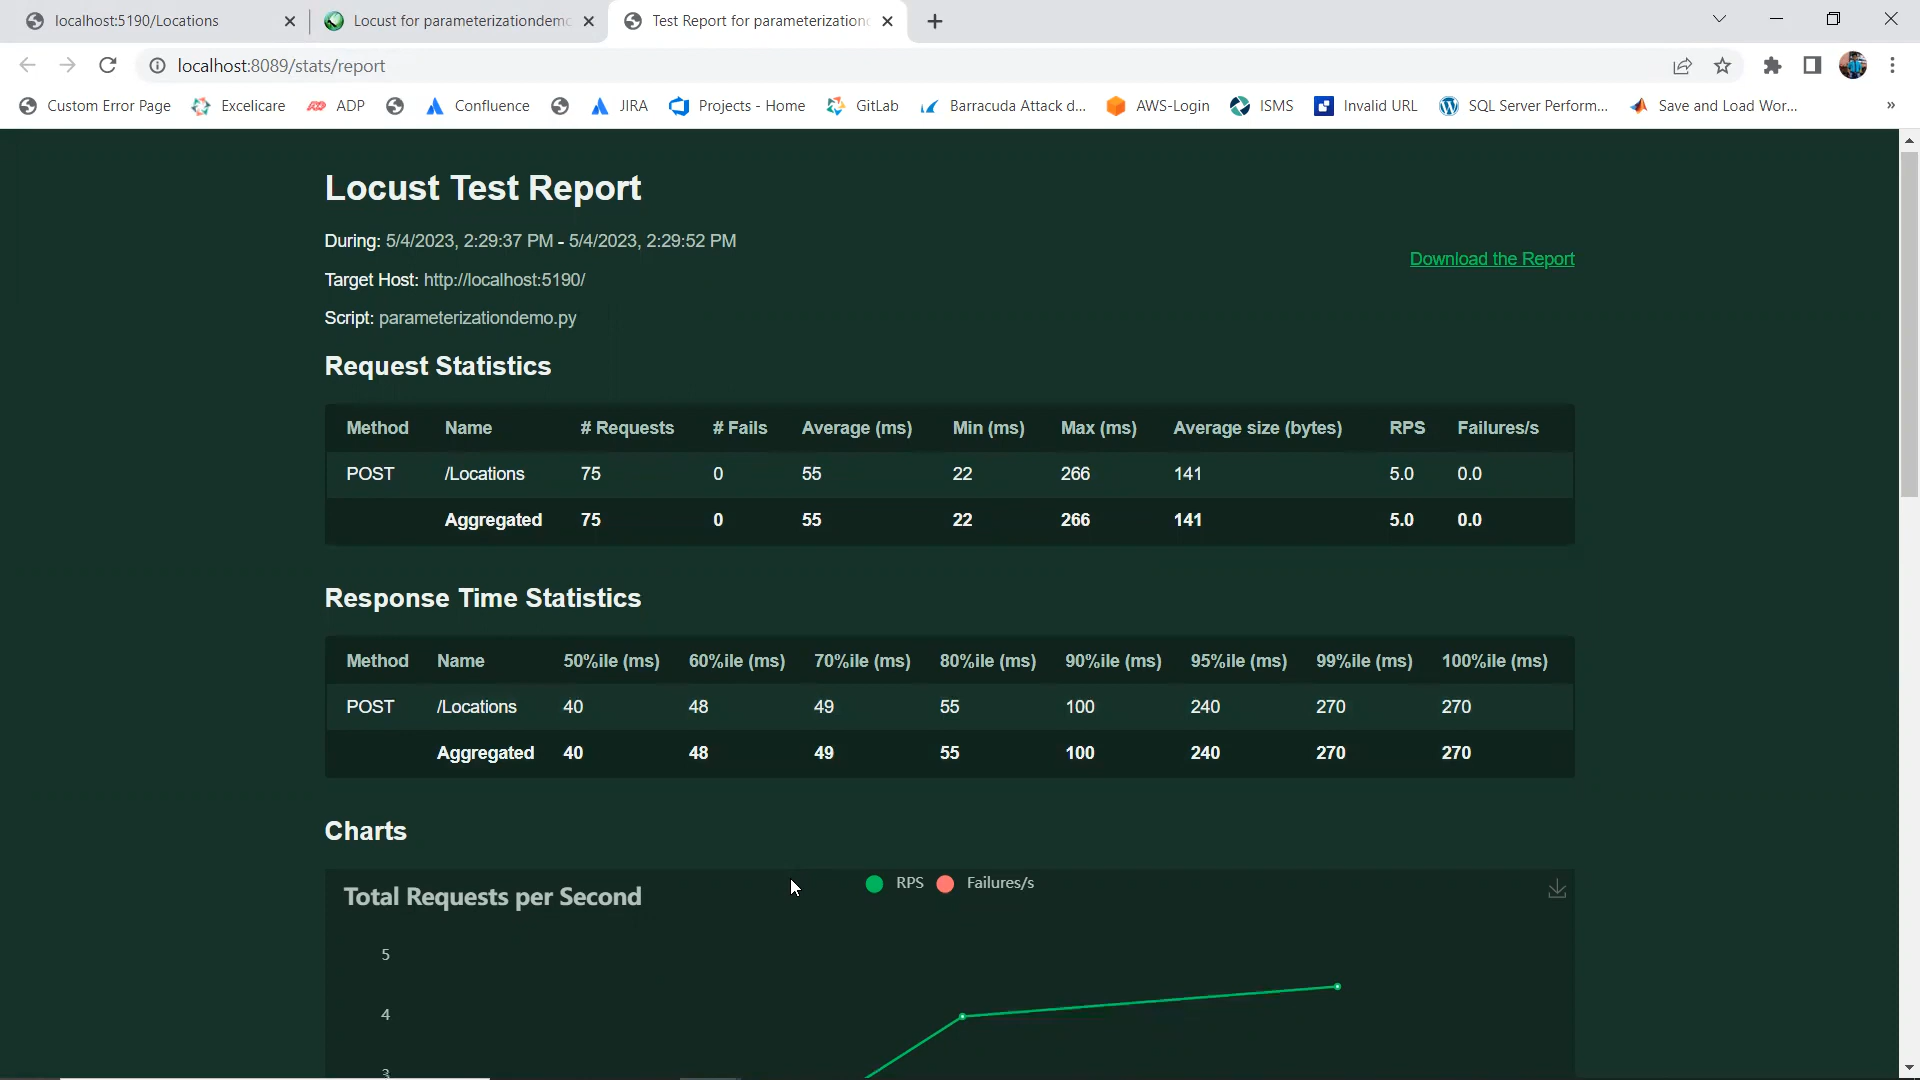 localhost:5190/Locations
Locust for parameterizationdemo
Test Report for parameterization
localhost:8089/stats/report
Custom Error Page Excelicare ADP Confluence JIRA Projects - Home GitLab Barracuda Attack d... AWS-Login ISMS Invalid URL SQL Server Perform... Save and Load Wor... »
Locust Test Report
During: 5/4/2023, 2:29:37 PM - 5/4/2023, 2:29:52 PM
Download the Report
Target Host: http://localhost:5190/
Script: parameterizationdemo.py
Request Statistics
Method Name # Requests # Fails Average (ms) Min (ms) Max (ms) Average size (bytes) RPS Failures/s
POST /Locations 75 0 55 22 266 141 5.0 0.0
Aggregated 75 0 55 22 266 141 5.0 0.0
Response Time Statistics
Method Name 50%ile (ms) 60%ile (ms) 70%ile (ms) 80%ile (ms) 90%ile (ms) 95%ile (ms) 99%ile (ms) 100%ile (ms)
POST /Locations 40 48 49 55 100 240 270 270
Aggregated 40 48 49 55 100 240 270 270
Charts
Total Requests per Second
RPS Failures/s
5
4
3